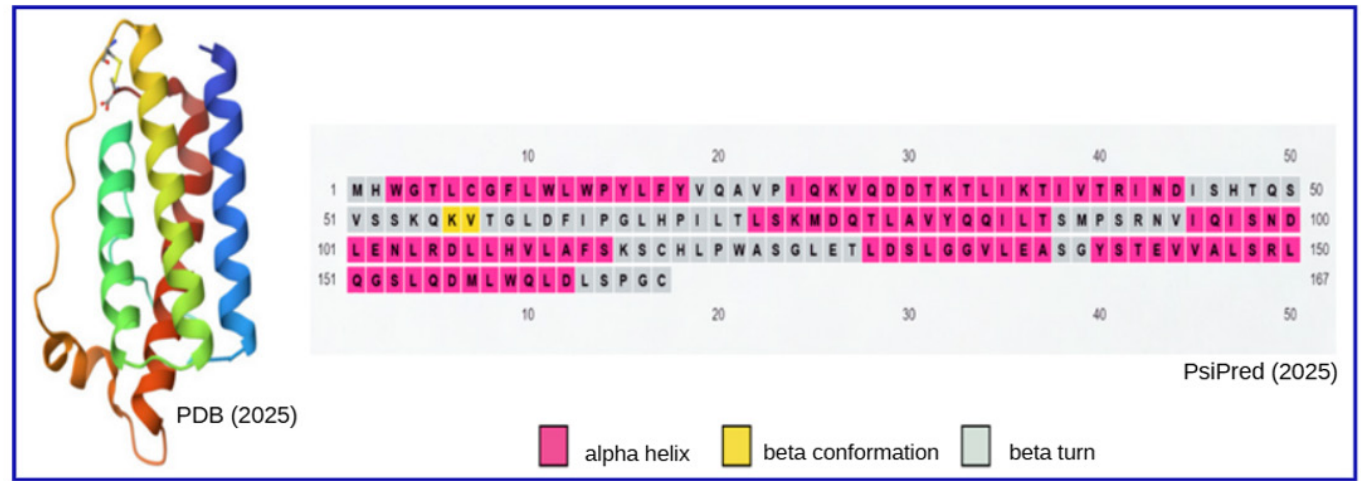 10 20 30 40 50
1 M H W G T L C G F L W L W P Y L F Y V Q A V P I Q K V Q D D T K T L I K T I V T R I N D I S H T Q S 50
51 V S S K Q K V T G L D F I P G L H P I L T L S K M D Q T L A V Y Q Q I L T S M P S R N V I Q I S N D 100
101 L E N L R D L L H V L A F S K S C H L P W A S G L E T L D S L G G V L E A S G Y S T E V V A L S R L 150
151 Q G S L Q D M L W Q L D L S P G C 167
10 20 30 40 50
PsiPred (2025)
PDB (2025)
alpha helix beta conformation beta turn